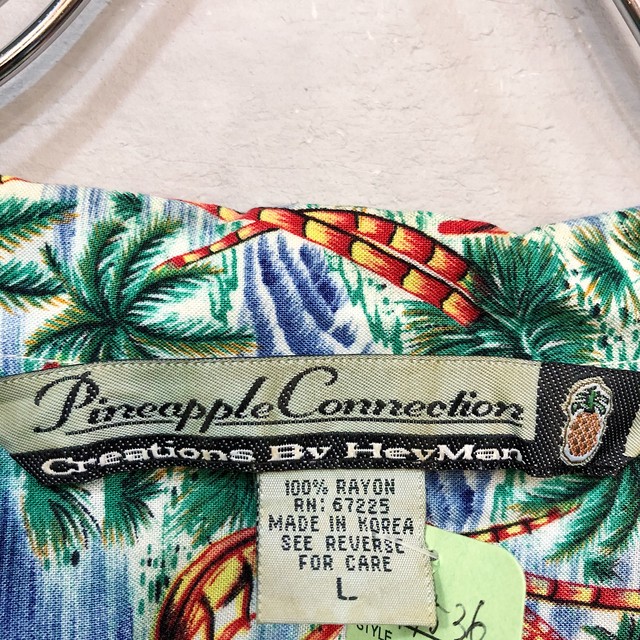 Pineapple Connection
Creations By HeyMan
100% RAYON
RN: 67225
MADE IN KOREA
SEE REVERSE
FOR CARE
L
STYLE
36